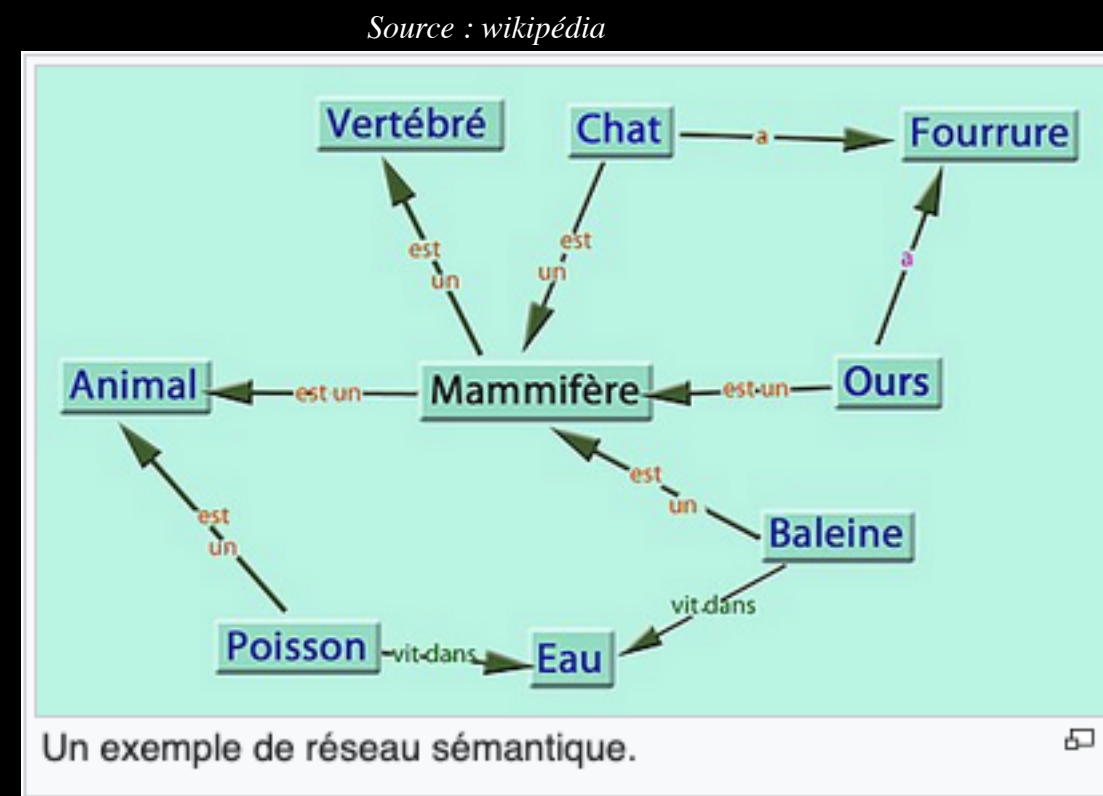 Source : wikipédia
Vertébré
Chat
a
Fourrure
est
un
est
un
a
Animal
est un
Mammifère
est un
Ours
est
un
est
un
Baleine
vit dans
Poisson
vit dans
Eau
Un exemple de réseau sémantique.